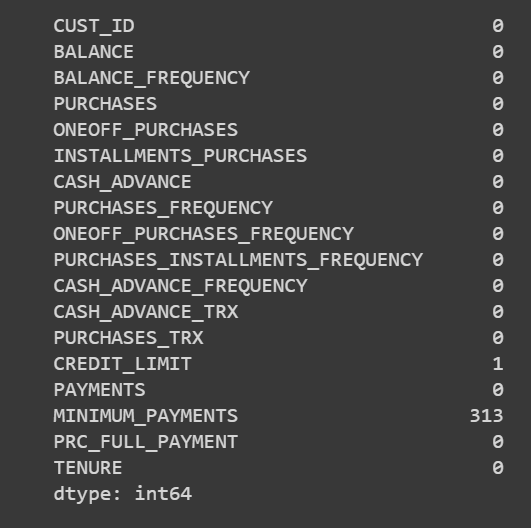 CUST_ID 0
BALANCE 0
BALANCE_FREQUENCY 0
PURCHASES 0
ONEOFF_PURCHASES 0
INSTALLMENTS_PURCHASES 0
CASH_ADVANCE 0
PURCHASES_FREQUENCY 0
ONEOFF_PURCHASES_FREQUENCY 0
PURCHASES_INSTALLMENTS_FREQUENCY 0
CASH_ADVANCE_FREQUENCY 0
CASH_ADVANCE_TRX 0
PURCHASES_TRX 0
CREDIT_LIMIT 1
PAYMENTS 0
MINIMUM_PAYMENTS 313
PRC_FULL_PAYMENT 0
TENURE 0
dtype: int64